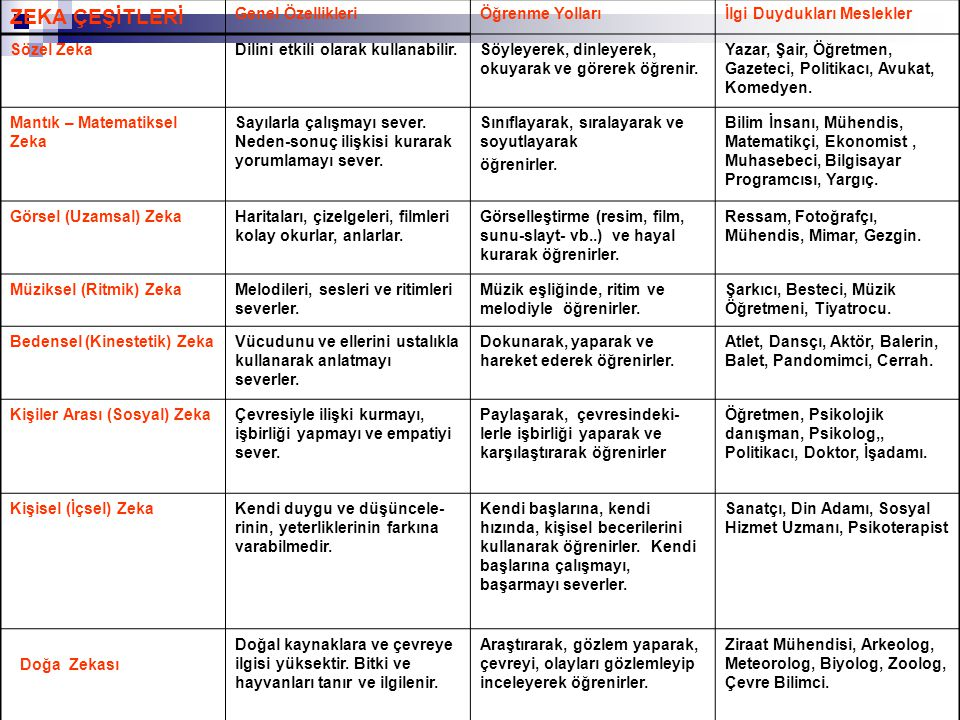 ZEKA ÇEŞİTLERİ
Genel Özellikleri
Öğrenme Yolları
İlgi Duydukları Meslekler
Sözel Zeka
Dilini etkili olarak kullanabilir.
Söyleyerek, dinleyerek,
okuyarak ve görerek öğrenir.
Yazar, Şair, Öğretmen,
Gazeteci, Politikacı, Avukat,
Komedyen.
Mantık – Matematiksel
Zeka
Sayılarla çalışmayı sever.
Neden-sonuç ilişkisi kurarak
yorumlamayı sever.
Sınıflayarak, sıralayarak ve
soyutlayarak
öğrenirler.
Bilim İnsanı, Mühendis,
Matematikçi, Ekonomist ,
Muhasebeci, Bilgisayar
Programcısı, Yargıç.
Görsel (Uzamsal) Zeka
Haritaları, çizelgeleri, filmleri
kolay okurlar, anlarlar.
Görselleştirme (resim, film,
sunu-slayt- vb..) ve hayal
kurarak öğrenirler.
Ressam, Fotoğrafçı,
Mühendis, Mimar, Gezgin.
Müziksel (Ritmik) Zeka
Melodileri, sesleri ve ritimleri
severler.
Müzik eşliğinde, ritim ve
melodiyle öğrenirler.
Şarkıcı, Besteci, Müzik
Öğretmeni, Tiyatrocu.
Bedensel (Kinestetik) Zeka
Vücudunu ve ellerini ustalıkla
kullanarak anlatmayı
severler.
Dokunarak, yaparak ve
hareket ederek öğrenirler.
Atlet, Dansçı, Aktör, Balerin,
Balet, Pandomimci, Cerrah.
Kişiler Arası (Sosyal) Zeka
Çevresiyle ilişki kurmayı,
işbirliği yapmayı ve empatiyi
sever.
Paylaşarak, çevresindeki-
lerle işbirliği yaparak ve
karşılaştırarak öğrenirler
Öğretmen, Psikolojik
danışman, Psikolog,,
Politikacı, Doktor, İşadamı.
Kişisel (İçsel) Zeka
Kendi duygu ve düşüncele-
rinin, yeterliklerinin farkına
varabilmedir.
Kendi başlarına, kendi
hızında, kişisel becerilerini
kullanarak öğrenirler. Kendi
başlarına çalışmayı,
başarmayı severler.
Sanatçı, Din Adamı, Sosyal
Hizmet Uzmanı, Psikoterapist
Doğa Zekası
Doğal kaynaklara ve çevreye
ilgisi yüksektir. Bitki ve
hayvanları tanır ve ilgilenir.
Araştırarak, gözlem yaparak,
çevreyi, olayları gözlemleyip
inceleyerek öğrenirler.
Ziraat Mühendisi, Arkeolog,
Meteorolog, Biyolog, Zoolog,
Çevre Bilimci.